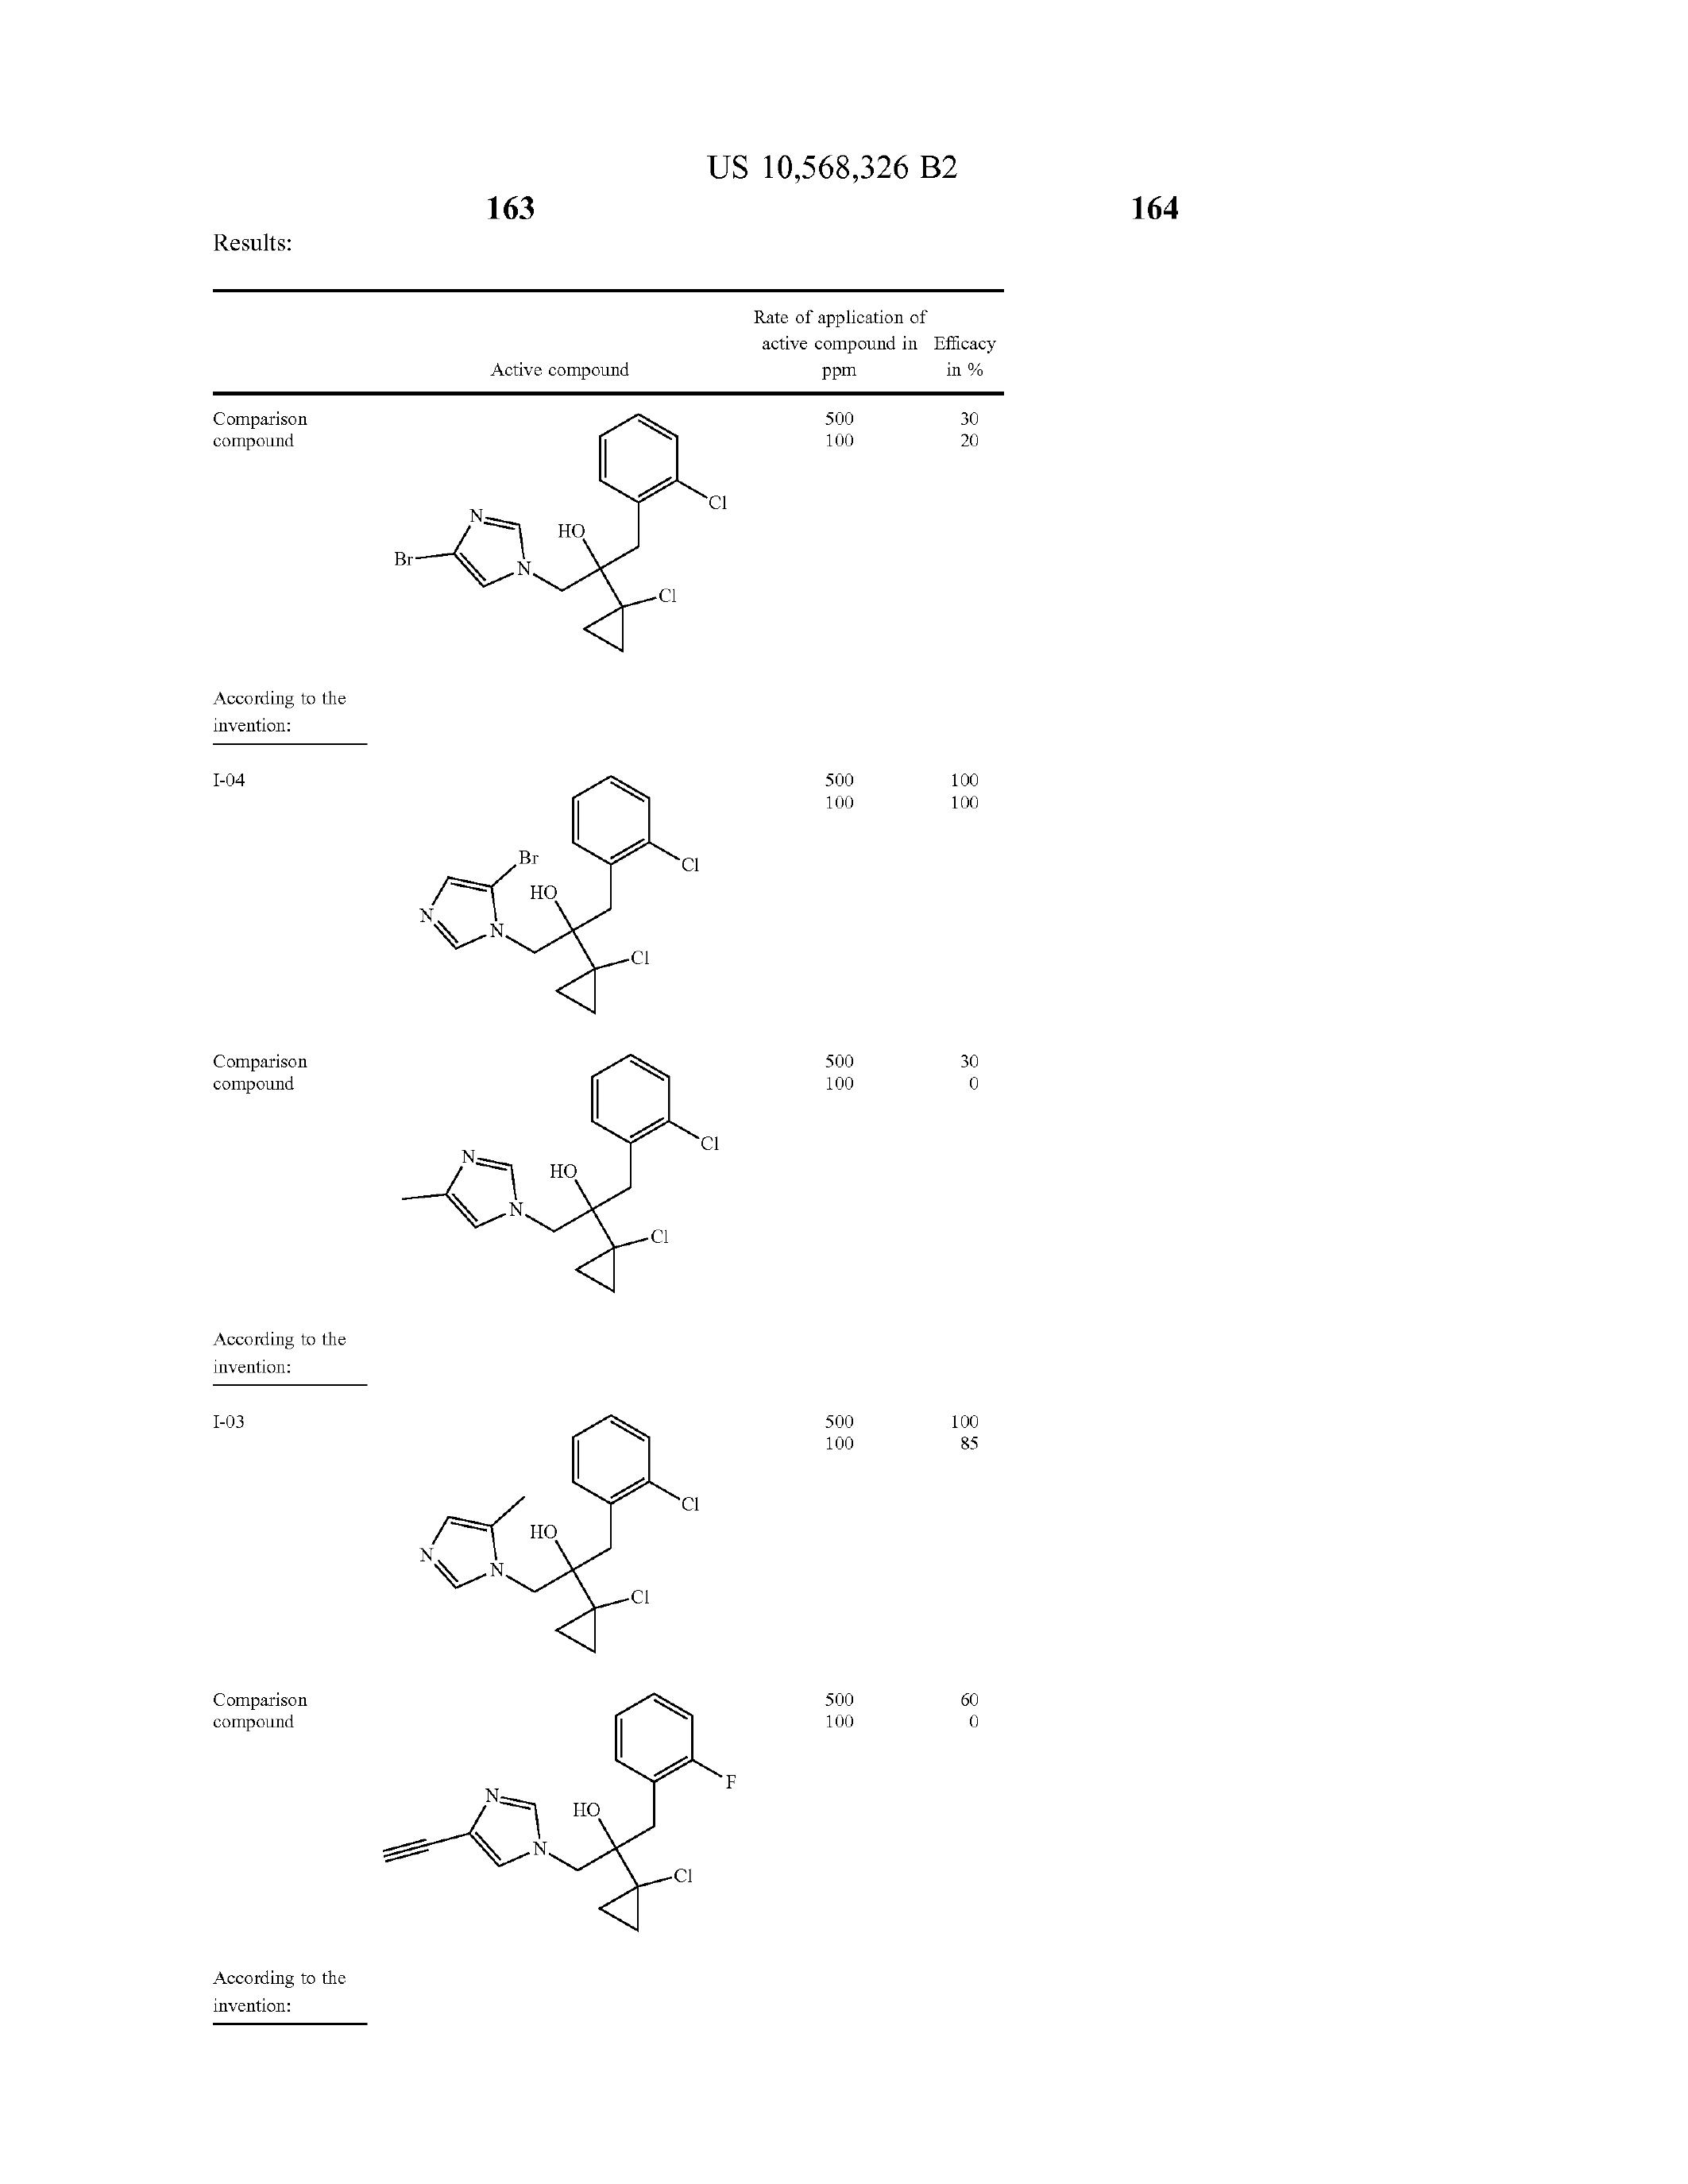 US 10,568,326 B2
163
164
Results:
Rate of application of
active compound in Efficacy
Active compound ppm in %
Comparison 500 30
compound 100 20
Cl
N
HO
Br
N
Cl
According to the
invention:
I-04 500 100
100 100
Br
Cl
HO
N
N
Cl
Comparison 500 30
compound 100 0
Cl
N
HO
N
Cl
According to the
invention:
I-03 500 100
100 85
Cl
HO
N
N
Cl
Comparison 500 60
compound 100 0
F
N
HO
N
Cl
According to the
invention: